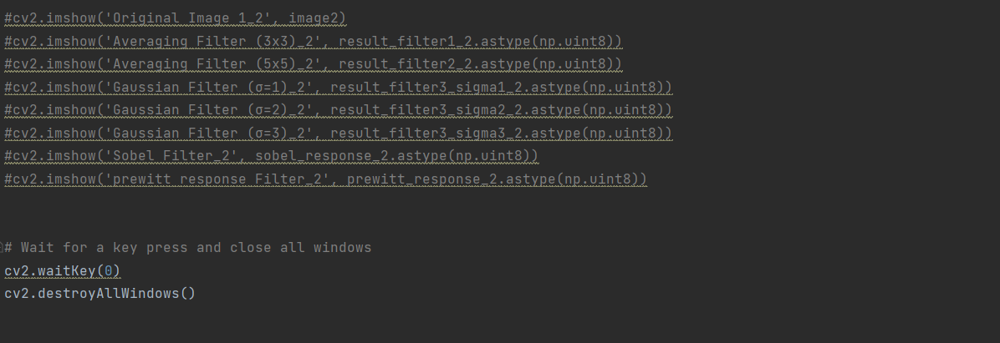 #cv2.imshow('Original Image 1_2', image2)
#cv2.imshow('Averaging Filter (3x3)_2', result_filter1_2.astype(np.uint8))
#cv2.imshow('Averaging Filter (5x5)_2', result_filter2_2.astype(np.uint8))
#cv2.imshow('Gaussian Filter (σ=1)_2', result_filter3_sigma1_2.astype(np.uint8))
#cv2.imshow('Gaussian Filter (σ=2)_2', result_filter3_sigma2_2.astype(np.uint8))
#cv2.imshow('Gaussian Filter (σ=3)_2', result_filter3_sigma3_2.astype(np.uint8))
#cv2.imshow('Sobel Filter_2', sobel_response_2.astype(np.uint8))
#cv2.imshow('prewitt response Filter_2', prewitt_response_2.astype(np.uint8))
# Wait for a key press and close all windows
cv2.waitKey(0)
cv2.destroyAllWindows()